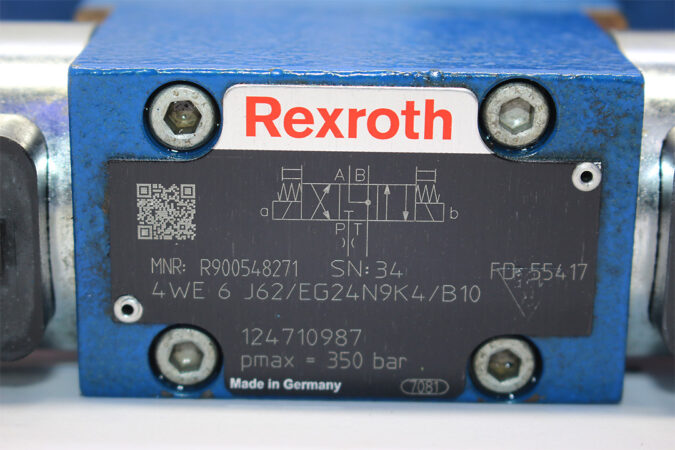 Rexroth
A B
a b
T
P T
MNR: R900548271 SN: 34 FD: 55417
4WE 6 J62/EG24N9K4/B10
124710987
pmax = 350 bar
Made in Germany 7081